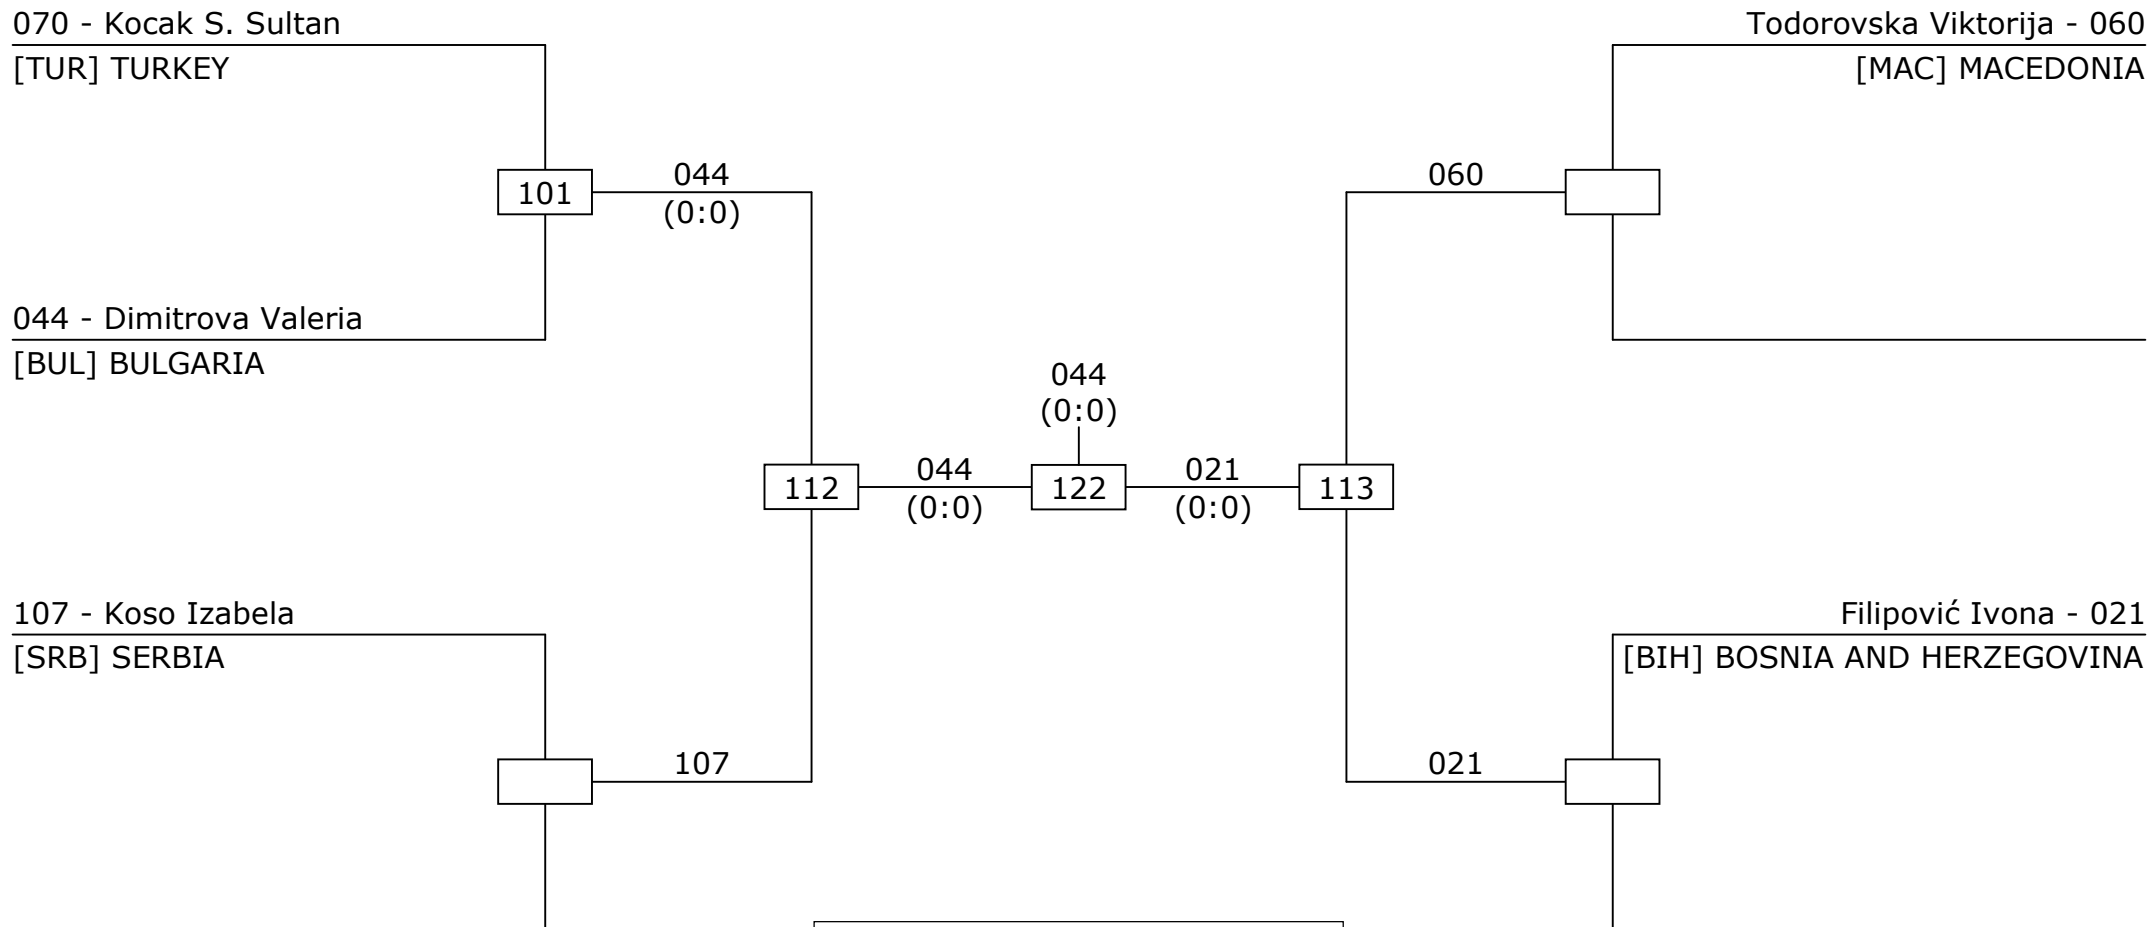 070 - Kocak S. Sultan
[TUR] TURKEY
Todorovska Viktorija - 060
[MAC] MACEDONIA
101
044
(0:0)
060
044 - Dimitrova Valeria
[BUL] BULGARIA
044
(0:0)
112
044
(0:0)
122
021
(0:0)
113
107 - Koso Izabela
[SRB] SERBIA
Filipović Ivona - 021
[BIH] BOSNIA AND HERZEGOVINA
107
021